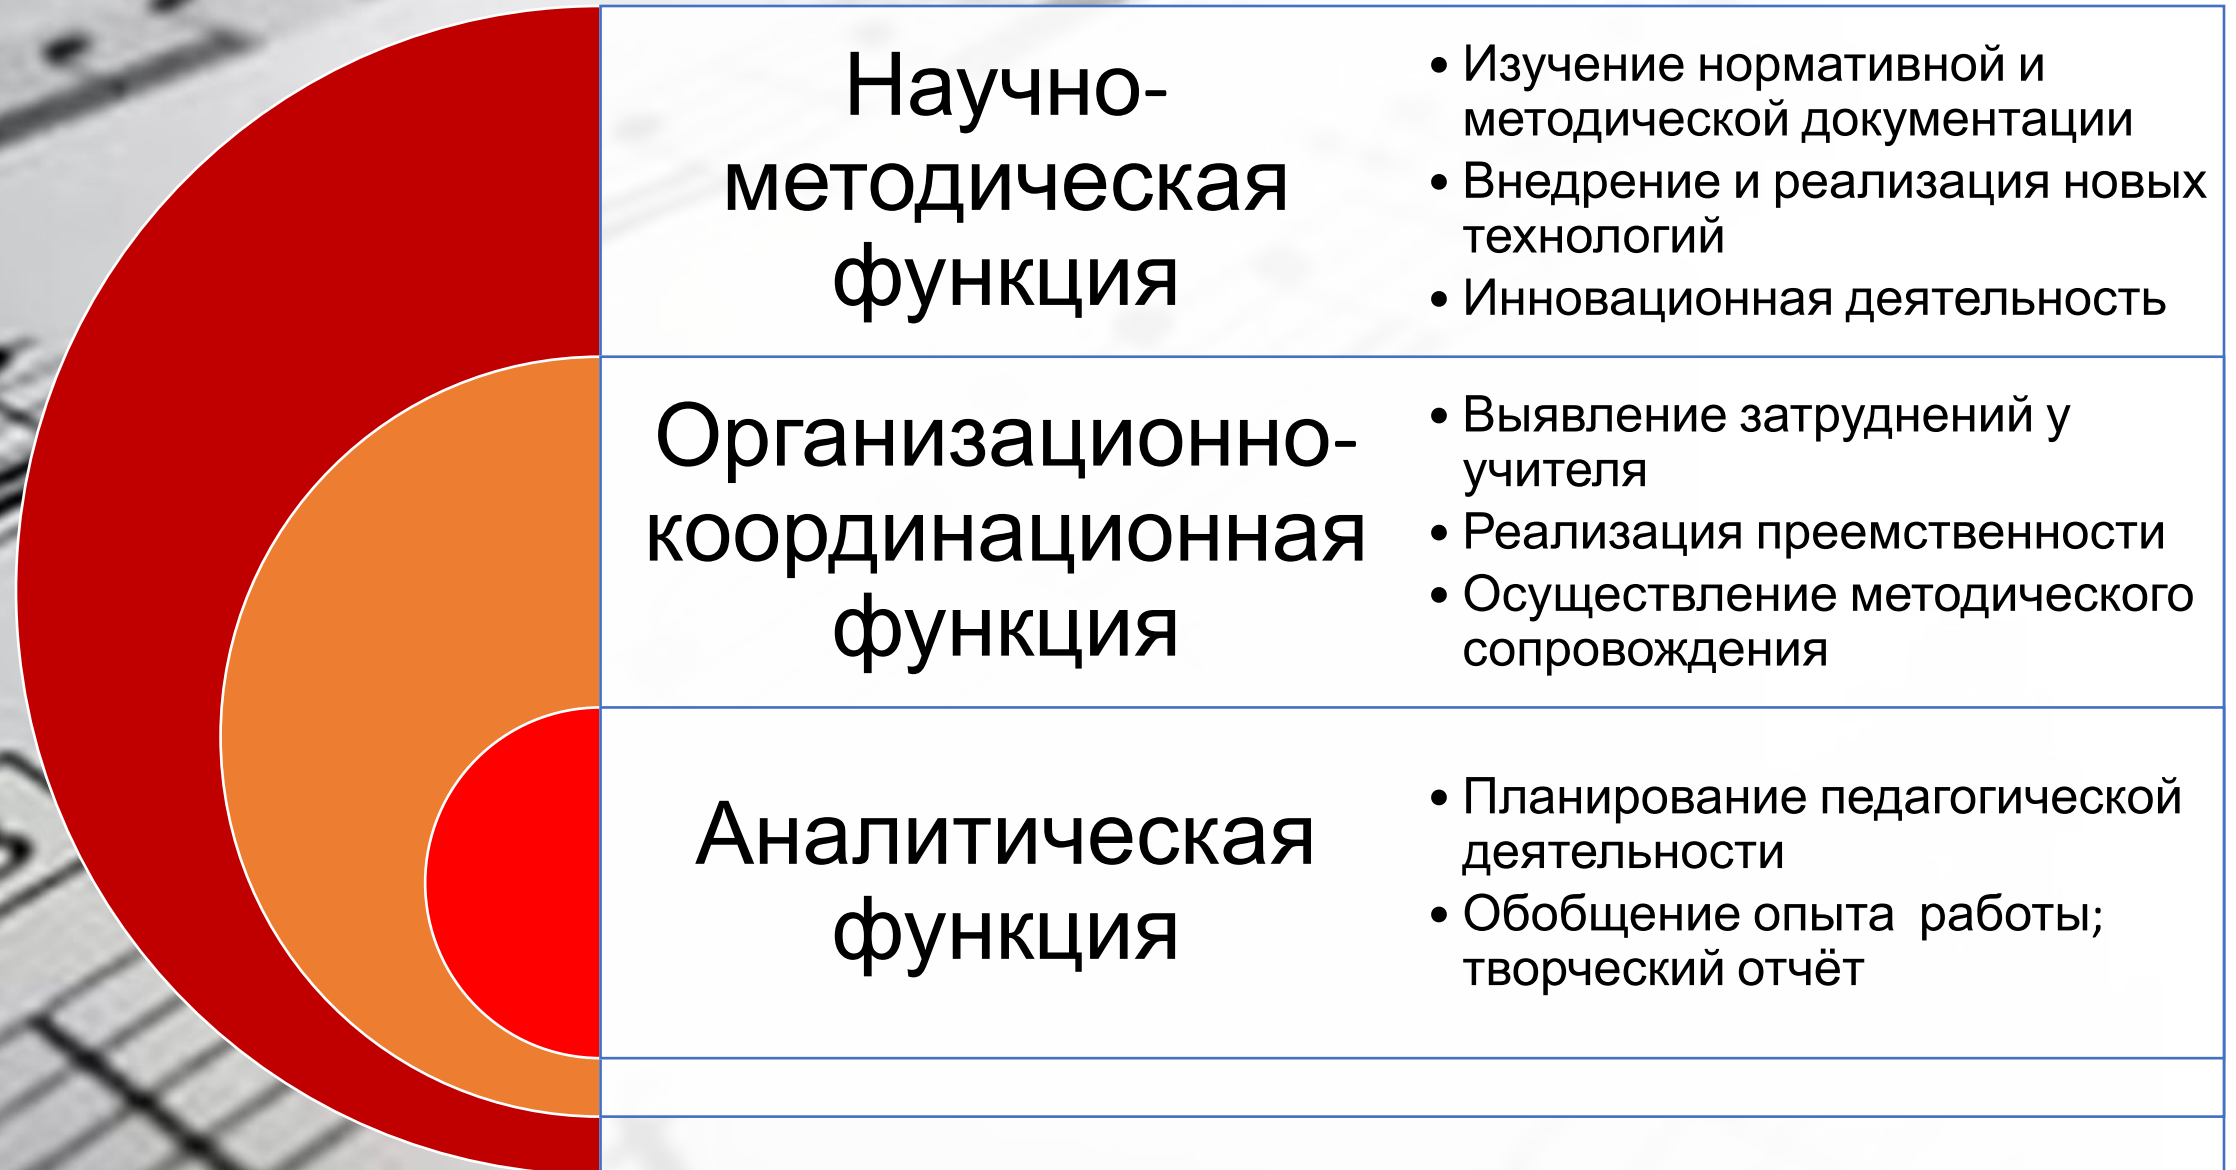 Научно-
методическая
функция
• Изучение нормативной и
методической документации
• Внедрение и реализация новых
технологий
• Инновационная деятельность
Организационно-
координационная
функция
• Выявление затруднений у
учителя
• Реализация преемственности
• Осуществление методического
сопровождения
Аналитическая
функция
• Планирование педагогической
деятельности
• Обобщение опыта  работы;
творческий отчёт